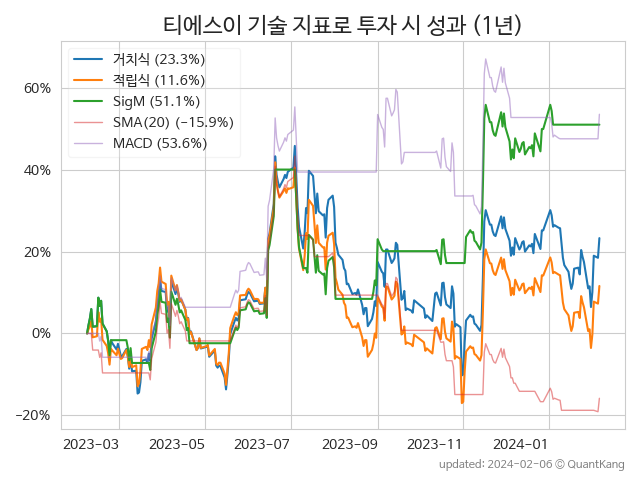 티에스이 기술 지표로 투자 시 성과 (1년)
거치식 (23.3%)
적립식 (11.6%)
SigM (51.1%)
SMA(20) (−15.9%)
MACD (53.6%)
60%
40%
20%
0%
−20%
2023-03 2023-05 2023-07 2023-09 2023-11 2024-01
updated: 2024-02-06 © QuantKang